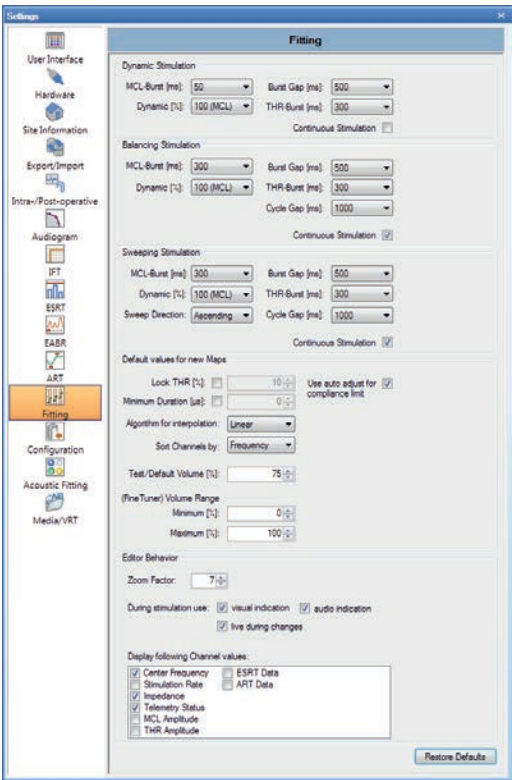 Settings
User Interface
Hardware
Site Information
Export/Import
Intra-/Post-operative
Audiogram
IFT
ESRT
EABR
ART
Fitting
Configuration
Acoustic Fitting
Media/VRT
Fitting
Dynamic Stimulation
MCL-Burst [ms]: 50 Burst Gap [ms]: 500
Dynamic [%]: 100 (MCL) THR-Burst [ms]: 300
Continuous Stimulation
Balancing Stimulation
MCL-Burst [ms]: 300 Burst Gap [ms]: 500
Dynamic [%]: 100 (MCL) THR-Burst [ms]: 300
Cycle Gap [ms]: 1000
Continuous Stimulation
Sweeping Stimulation
MCL-Burst [ms]: 300 Burst Gap [ms]: 500
Dynamic [%]: 100 (MCL) THR-Burst [ms]: 300
Sweep Direction: Ascending Cycle Gap [ms]: 1000
Continuous Stimulation
Default values for new Maps
Lock THR [%]: 10 Use auto adjust for
compliance limit
Minimum Duration [µs]: 0
Algorithm for interpolation: Linear
Sort Channels by: Frequency
Test/Default Volume [%]: 75
(FineTuner) Volume Range
Minimum [%]: 0
Maximum [%]: 100
Editor Behavior
Zoom Factor: 7
During stimulation use: visual indication audio indication
live during changes
Display following Channel values:
Center Frequency ESRT Data
Stimulation Rate ART Data
Impedance
Telemetry Status
MCL Amplitude
THR Amplitude
Restore Defaults